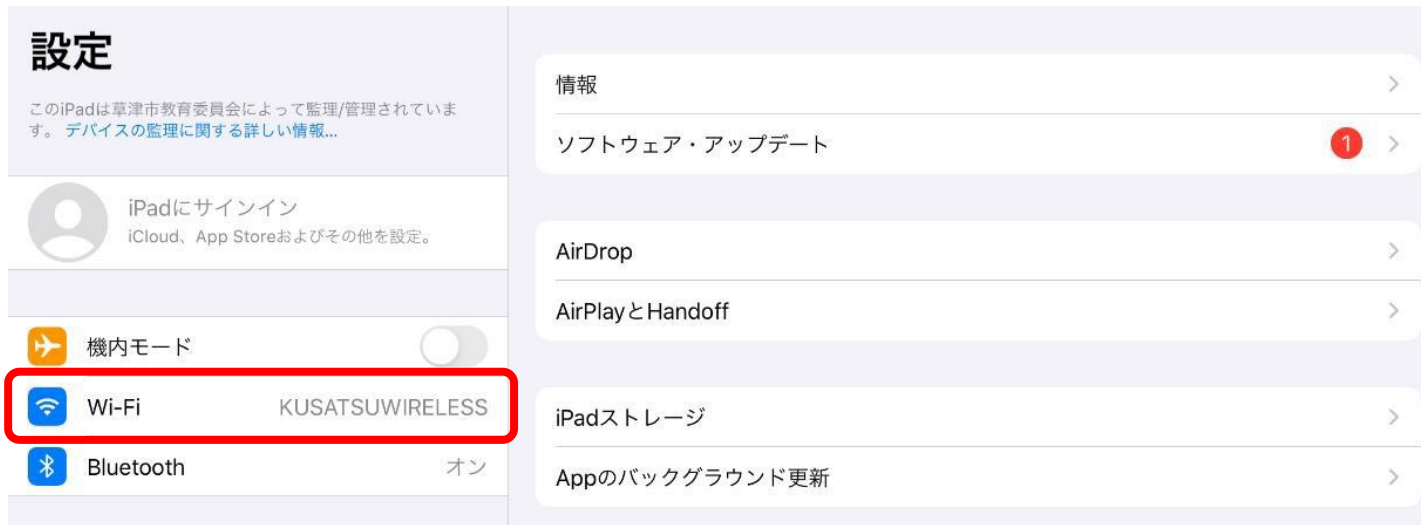 設定
このiPadは草津市教育委員会によって監理/管理されていま
す。 デバイスの監理に関する詳しい情報...
iPadにサインイン
iCloud、App Storeおよびその他を設定。
機内モード
Wi-Fi KUSATSUWIRELESS
Bluetooth オン
情報
ソフトウェア・アップデート 1
AirDrop
AirPlayとHandoff
iPadストレージ
Appのバックグラウンド更新